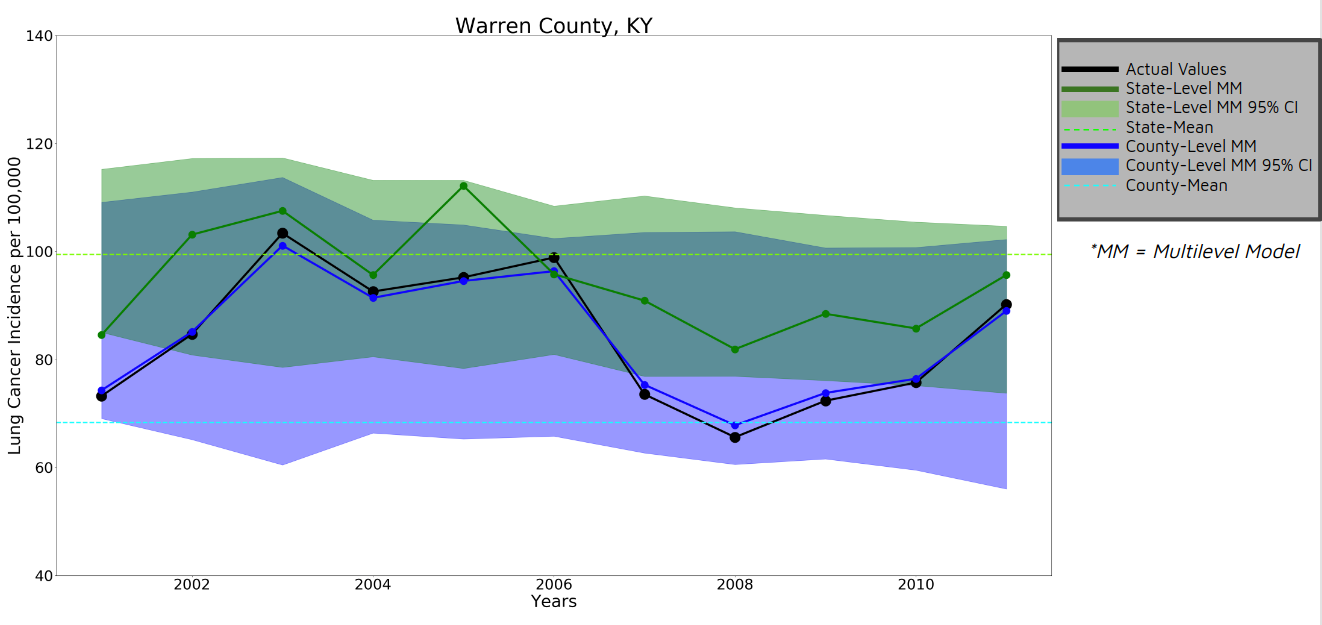 Warren County, KY
Lung Cancer Incidence per 100,000
140
120
100
80
60
40
2002
2004
2006
2008
2010
Years
Actual Values
State-Level MM
State-Level MM 95% CI
State-Mean
County-Level MM
County-Level MM 95% CI
County-Mean
*MM = Multilevel Model